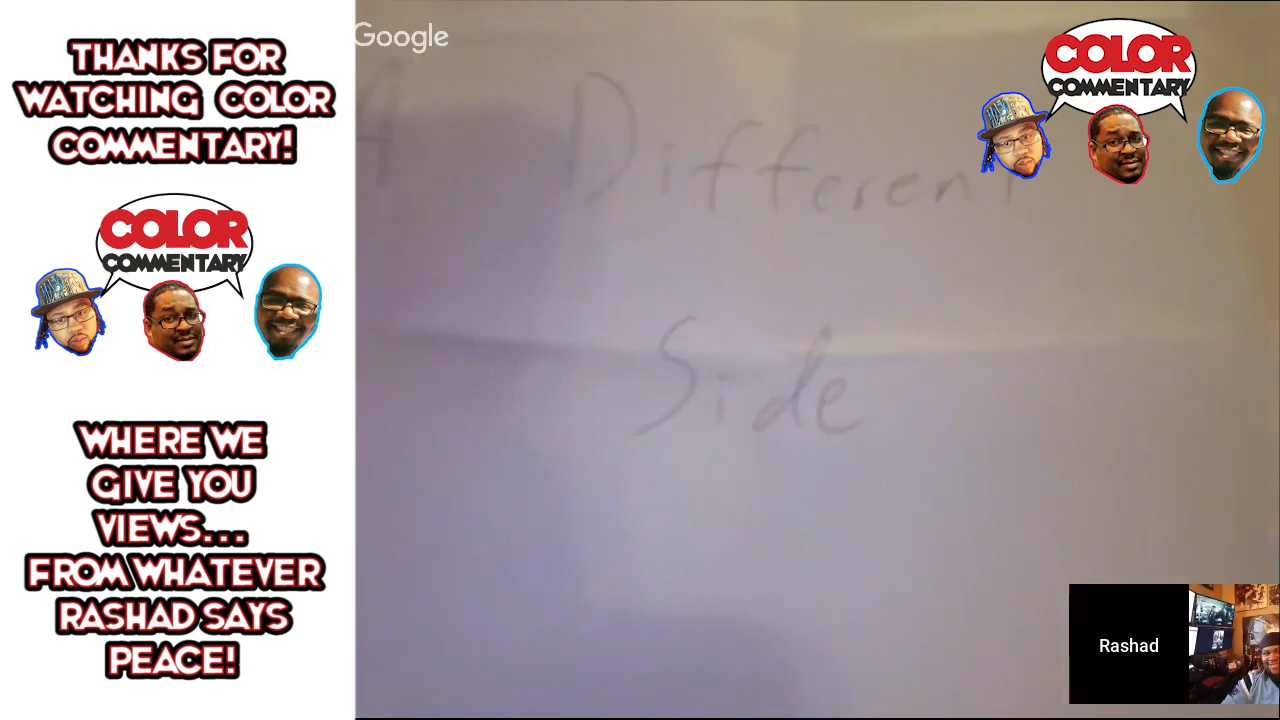 THANKS FOR
WATCHING COLOR
COMMENTARY!
COLOR
COMMENTARY
WHERE WE
GIVE YOU
VIEWS...
FROM WHATEVER
RASHAD SAYS
PEACE!
Google
A Different
Side
COLOR
COMMENTARY
Rashad